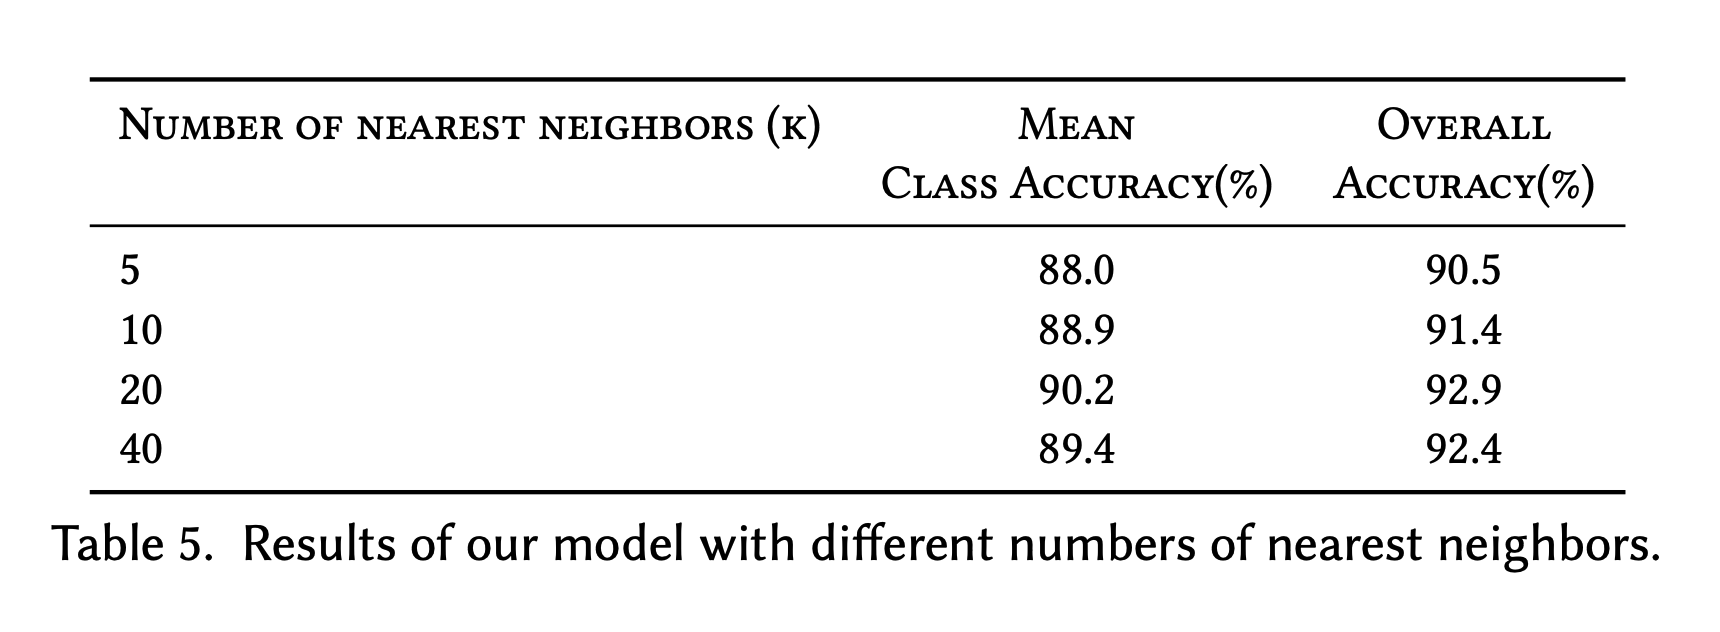 Number of nearest neighbors (k) Mean Overall
Class Accuracy(%) Accuracy(%)
5 88.0 90.5
10 88.9 91.4
20 90.2 92.9
40 89.4 92.4
Table 5. Results of our model with different numbers of nearest neighbors.